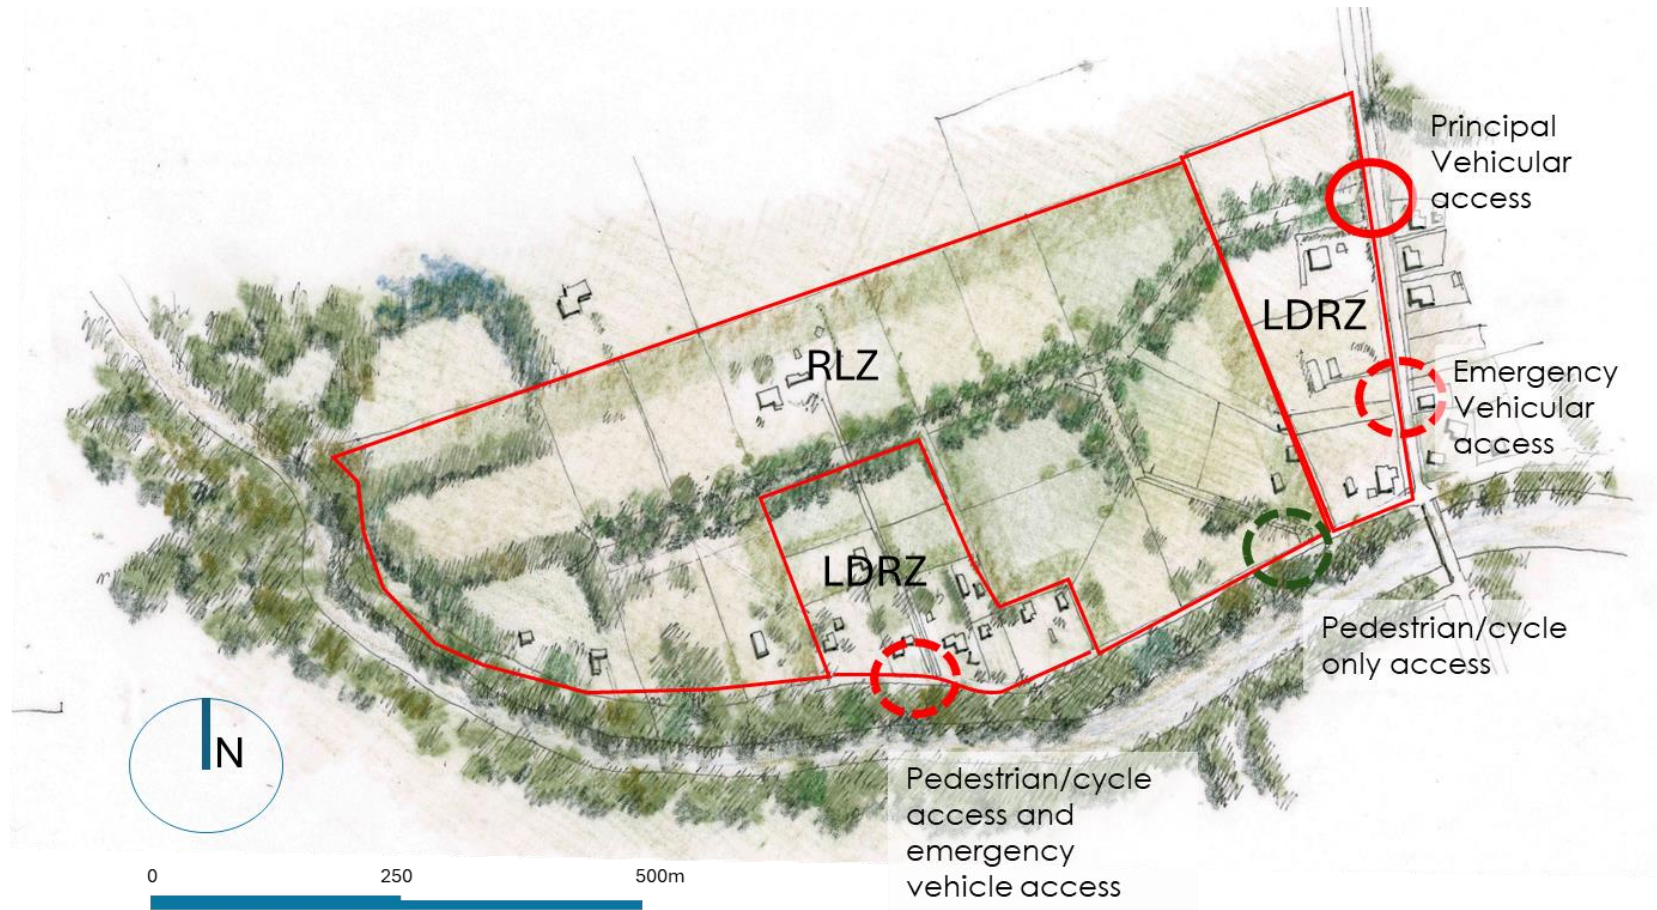 Principal
Vehicular
access
LDRZ
RLZ
Emergency
Vehicular
access
LDRZ
Pedestrian/cycle
only access
N
Pedestrian/cycle
access and
emergency
vehicle access
0 250 500m